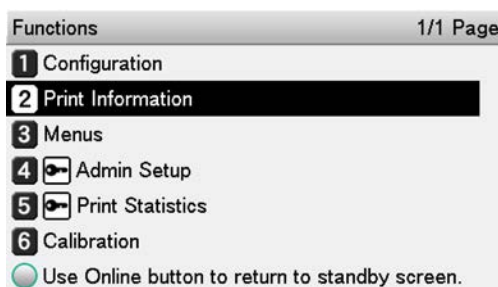 Functions 1/1 Page
1 Configuration
2 Print Information
3 Menus
4 Admin Setup
5 Print Statistics
6 Calibration
Use Online button to return to standby screen.